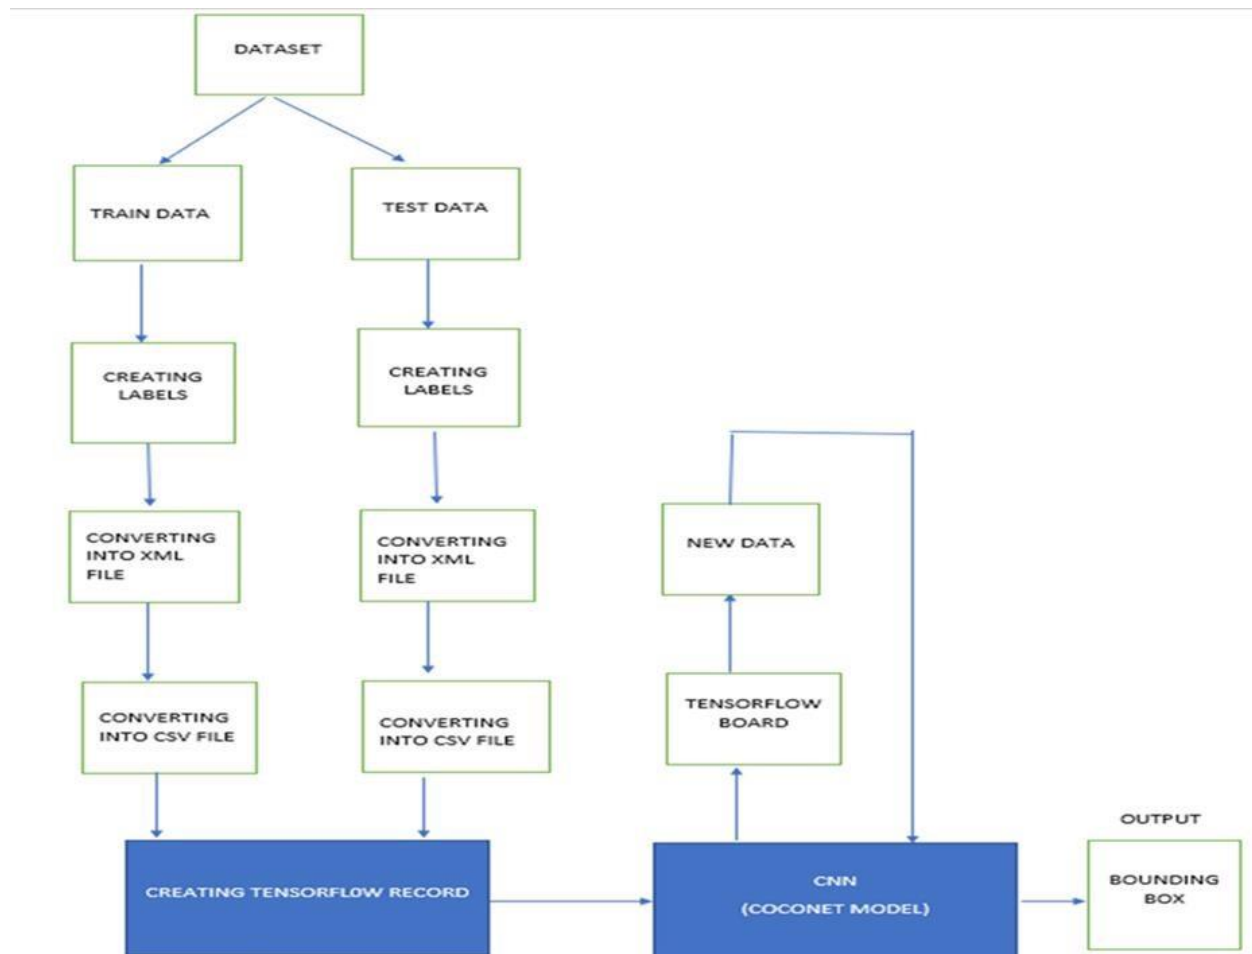 DATASET
TRAIN DATA
TEST DATA
CREATING
LABELS
CREATING
LABELS
CONVERTING
INTO XML
FILE
CONVERTING
INTO XML
FILE
NEW DATA
CONVERTING
INTO CSV FILE
CONVERTING
INTO CSV FILE
TENSORFLOW
BOARD
CREATING TENSORFLOW RECORD
CNN
(COCONET MODEL)
OUTPUT
BOUNDING
BOX